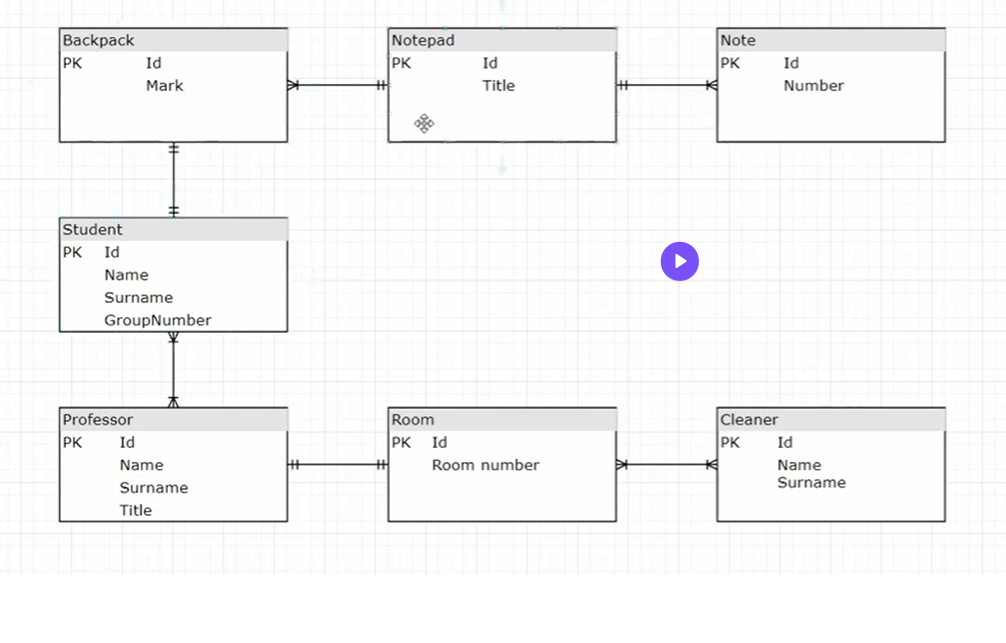 Backpack
PK Id
Mark
Notepad
PK Id
Title
Note
PK Id
Number
Student
PK Id
Name
Surname
GroupNumber
Professor
PK Id
Name
Surname
Title
Room
PK Id
Room number
Cleaner
PK Id
Name
Surname